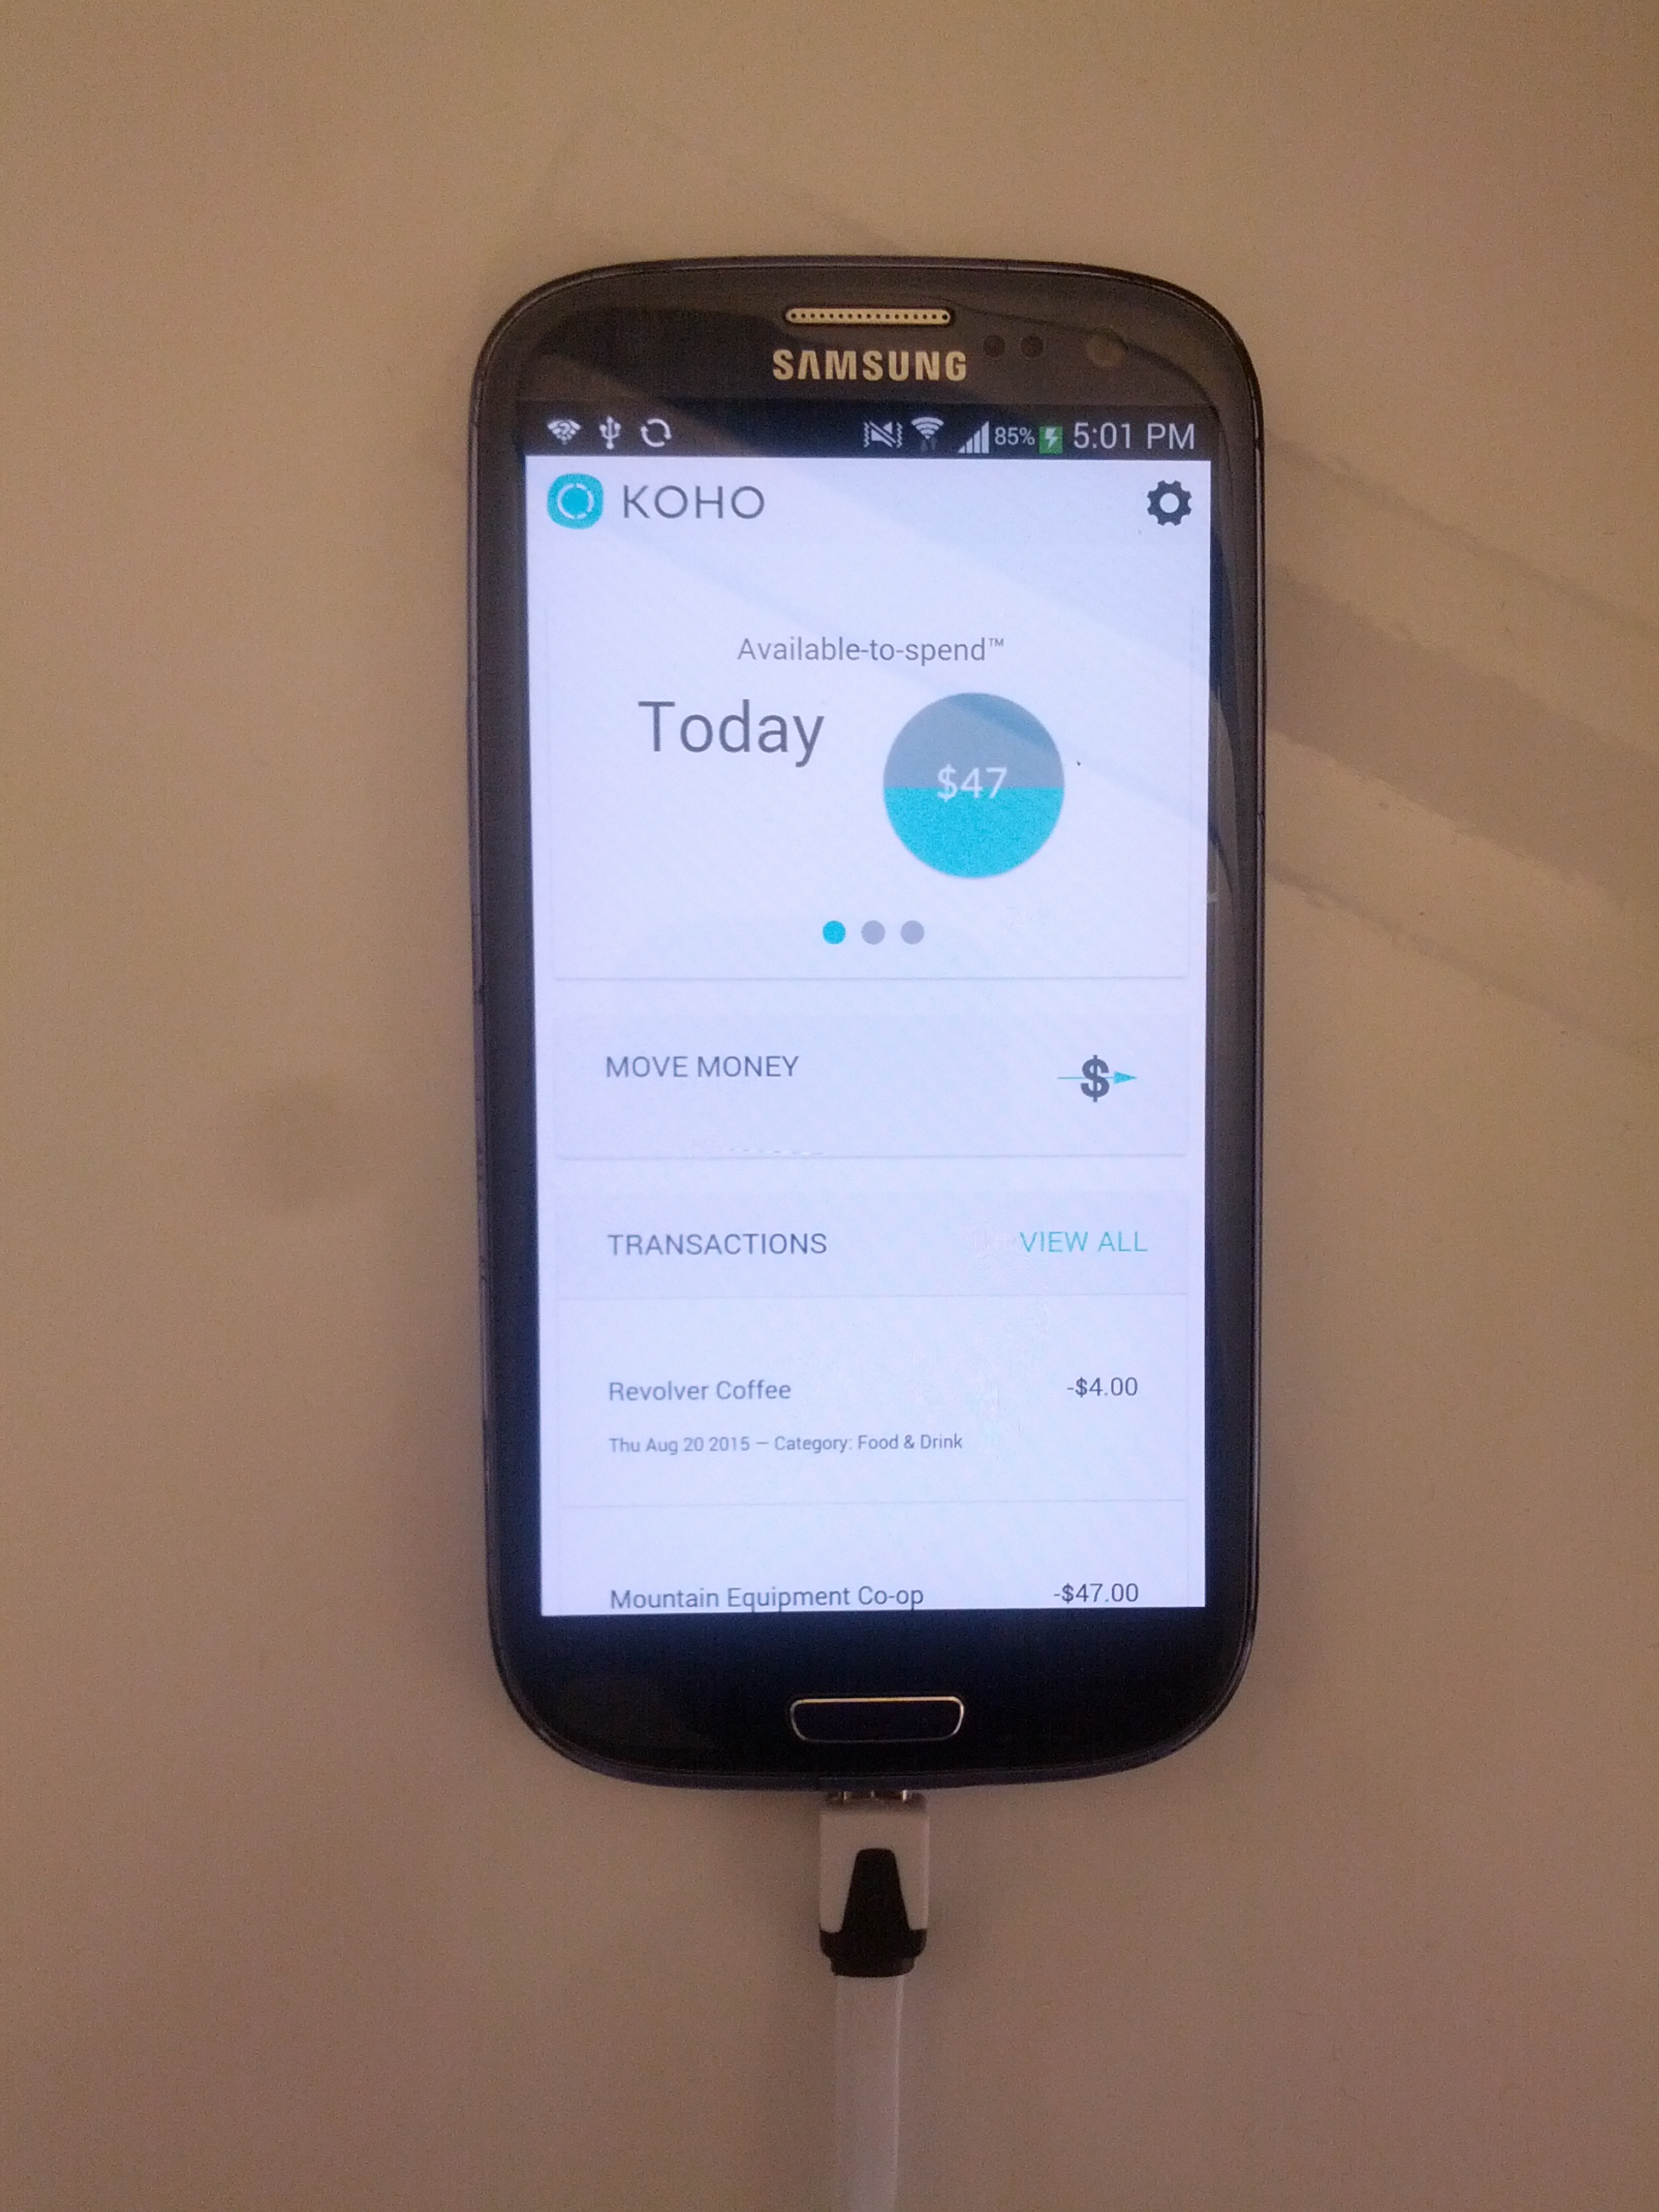 SAMSUNG
85% 5:01 PM
KOHO
Available-to-spend™
Today
$47
MOVE MONEY
$
TRANSACTIONS VIEW ALL
Revolver Coffee -$4.00
Thu Aug 20 2015 — Category: Food & Drink
Mountain Equipment Co-op -$47.00